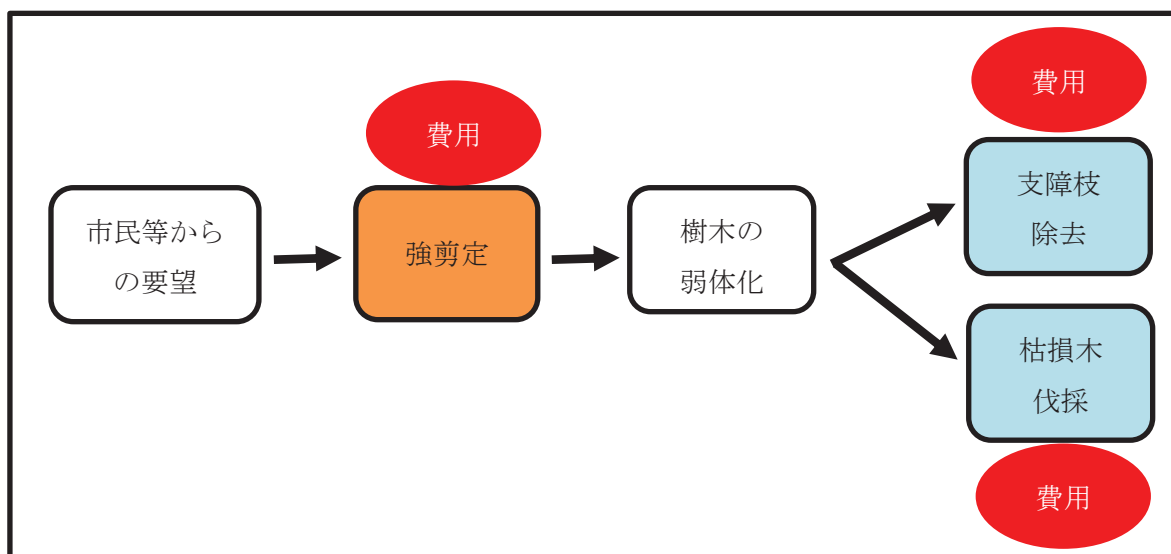 市民等から
の要望
費用
強剪定
樹木の
弱体化
費用
支障枝
除去
枯損木
伐採
費用